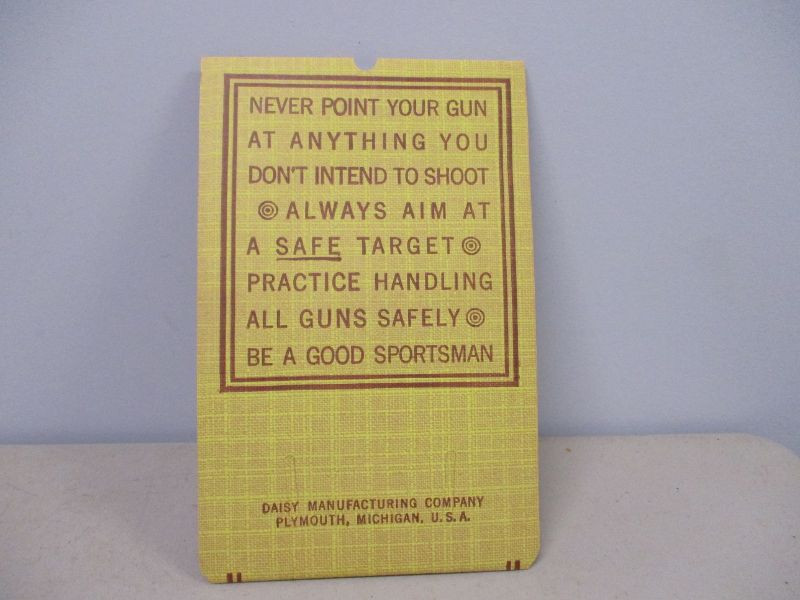 NEVER POINT YOUR GUN
AT ANYTHING YOU
DON'T INTEND TO SHOOT
ALWAYS AIM AT
A SAFE TARGET
PRACTICE HANDLING
ALL GUNS SAFELY
BE A GOOD SPORTSMAN
DAISY MANUFACTURING COMPANY
PLYMOUTH, MICHIGAN, U.S.A.